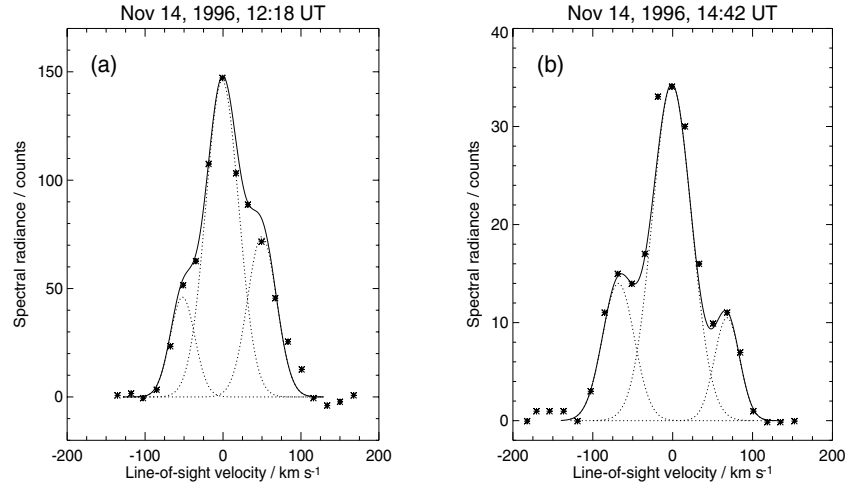 Nov 14, 1996, 12:18 UT
(a)
150
100
50
0
Spectral radiance / counts
-200 -100 0 100 200
Line-of-sight velocity / km s-1
Nov 14, 1996, 14:42 UT
(b)
40
30
20
10
0
Spectral radiance / counts
-200 -100 0 100 200
Line-of-sight velocity / km s-1